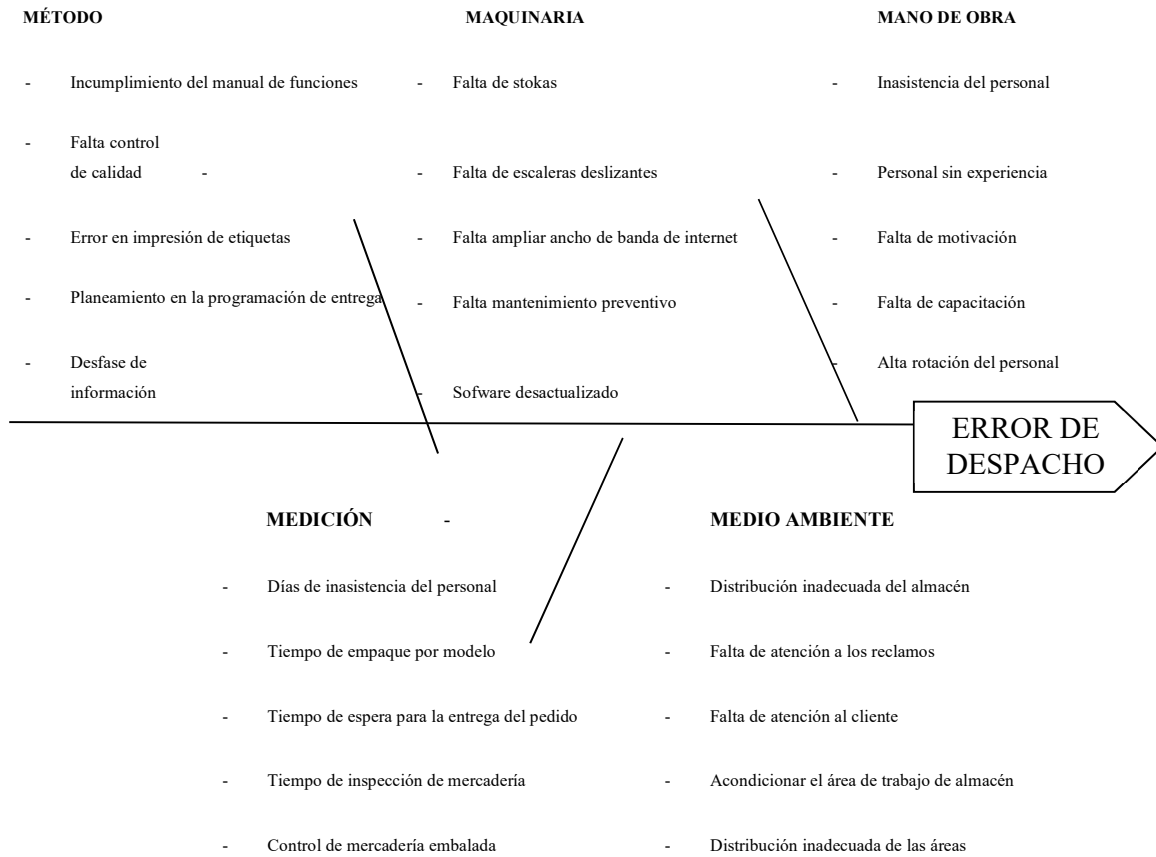 MÉTODO
- Incumplimiento del manual de funciones
- Falta control
de calidad -
- Error en impresión de etiquetas
- Planeamiento en la programación de entrega
- Desfase de
información
MAQUINARIA
- Falta de stokas
- Falta de escaleras deslizantes
- Falta ampliar ancho de banda de internet
- Falta mantenimiento preventivo
- Sofware desactualizado
MANO DE OBRA
- Inasistencia del personal
- Personal sin experiencia
- Falta de motivación
- Falta de capacitación
- Alta rotación del personal
ERROR DE
DESPACHO
MEDICIÓN -
- Días de inasistencia del personal
- Tiempo de empaque por modelo
- Tiempo de espera para la entrega del pedido
- Tiempo de inspección de mercadería
- Control de mercadería embalada
MEDIO AMBIENTE
- Distribución inadecuada del almacén
- Falta de atención a los reclamos
- Falta de atención al cliente
- Acondicionar el área de trabajo de almacén
- Distribución inadecuada de las áreas